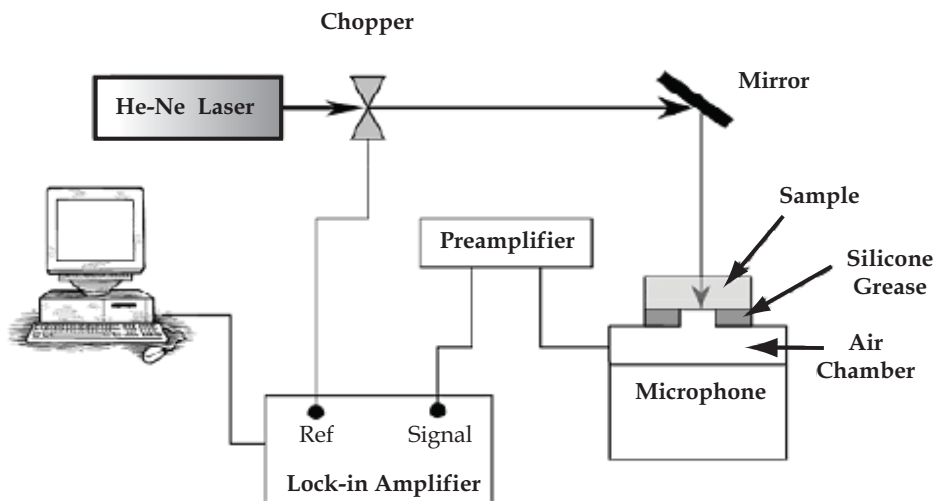 Chopper
He-Ne Laser
Mirror
Sample
Preamplifier
Silicone
Grease
Air
Chamber
Microphone
Ref
Signal
Lock-in Amplifier